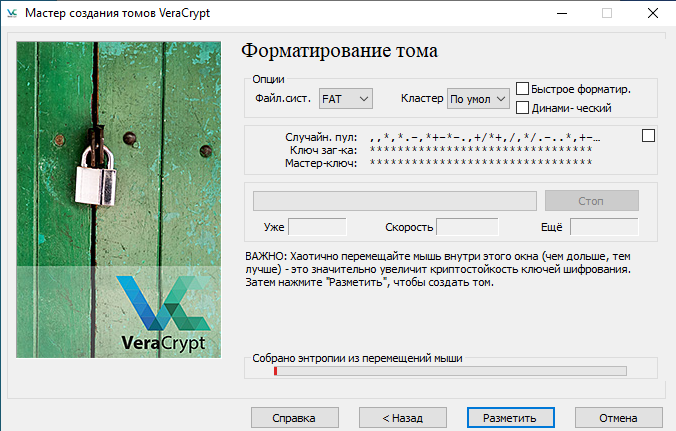 Мастер создания томов VeraCrypt
Форматирование тома
Опции
Файл.сист. FAT Кластер По умол Быстрое форматир.
Динами- ческий
Случайн. пул: ,,*,*.-,*+-*-.,+/*+,/,*/.-..*,+-…
Ключ заг-ка: ********************************
Мастер-ключ: ********************************
Стоп
Уже Скорость Ещё
ВАЖНО: Хаотично перемещайте мышь внутри этого окна (чем дольше, тем
лучше) - это значительно увеличит криптостойкость ключей шифрования.
Затем нажмите "Разметить", чтобы создать том.
VeraCrypt
Собрано энтропии из перемещений мыши
Справка < Назад Разметить Отмена